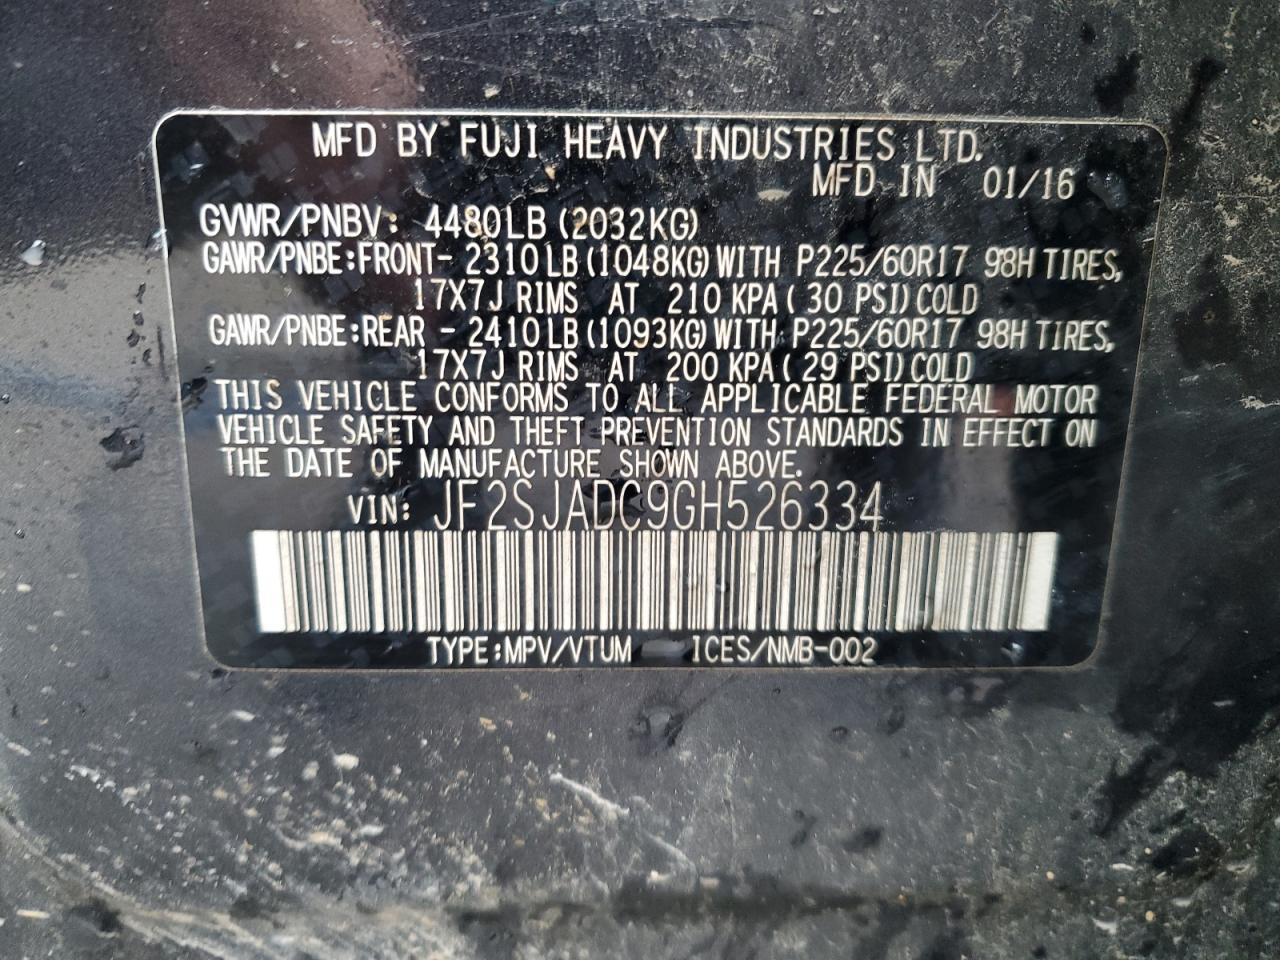 MFD BY FUJI HEAVY INDUSTRIES LTD.
MFD IN 01/16
GVWR/PNBV: 4480LB (2032KG)
GAWR/PNBE:FRONT- 2310LB (1048KG) WITH P225/60R17 98H TIRES,
17X7J RIMS AT 210 KPA ( 30 PSI) COLD
GAWR/PNBE:REAR - 2410LB (1093KG) WITH P225/60R17 98H TIRES,
17X7J RIMS AT 200 KPA ( 29 PSI) COLD
THIS VEHICLE CONFORMS TO ALL APPLICABLE FEDERAL MOTOR
VEHICLE SAFETY AND THEFT PREVENTION STANDARDS IN EFFECT ON
THE DATE OF MANUFACTURE SHOWN ABOVE.
VIN: JF2SJADC9GH526334
TYPE:MPV/VTUM ICES/NMB-002